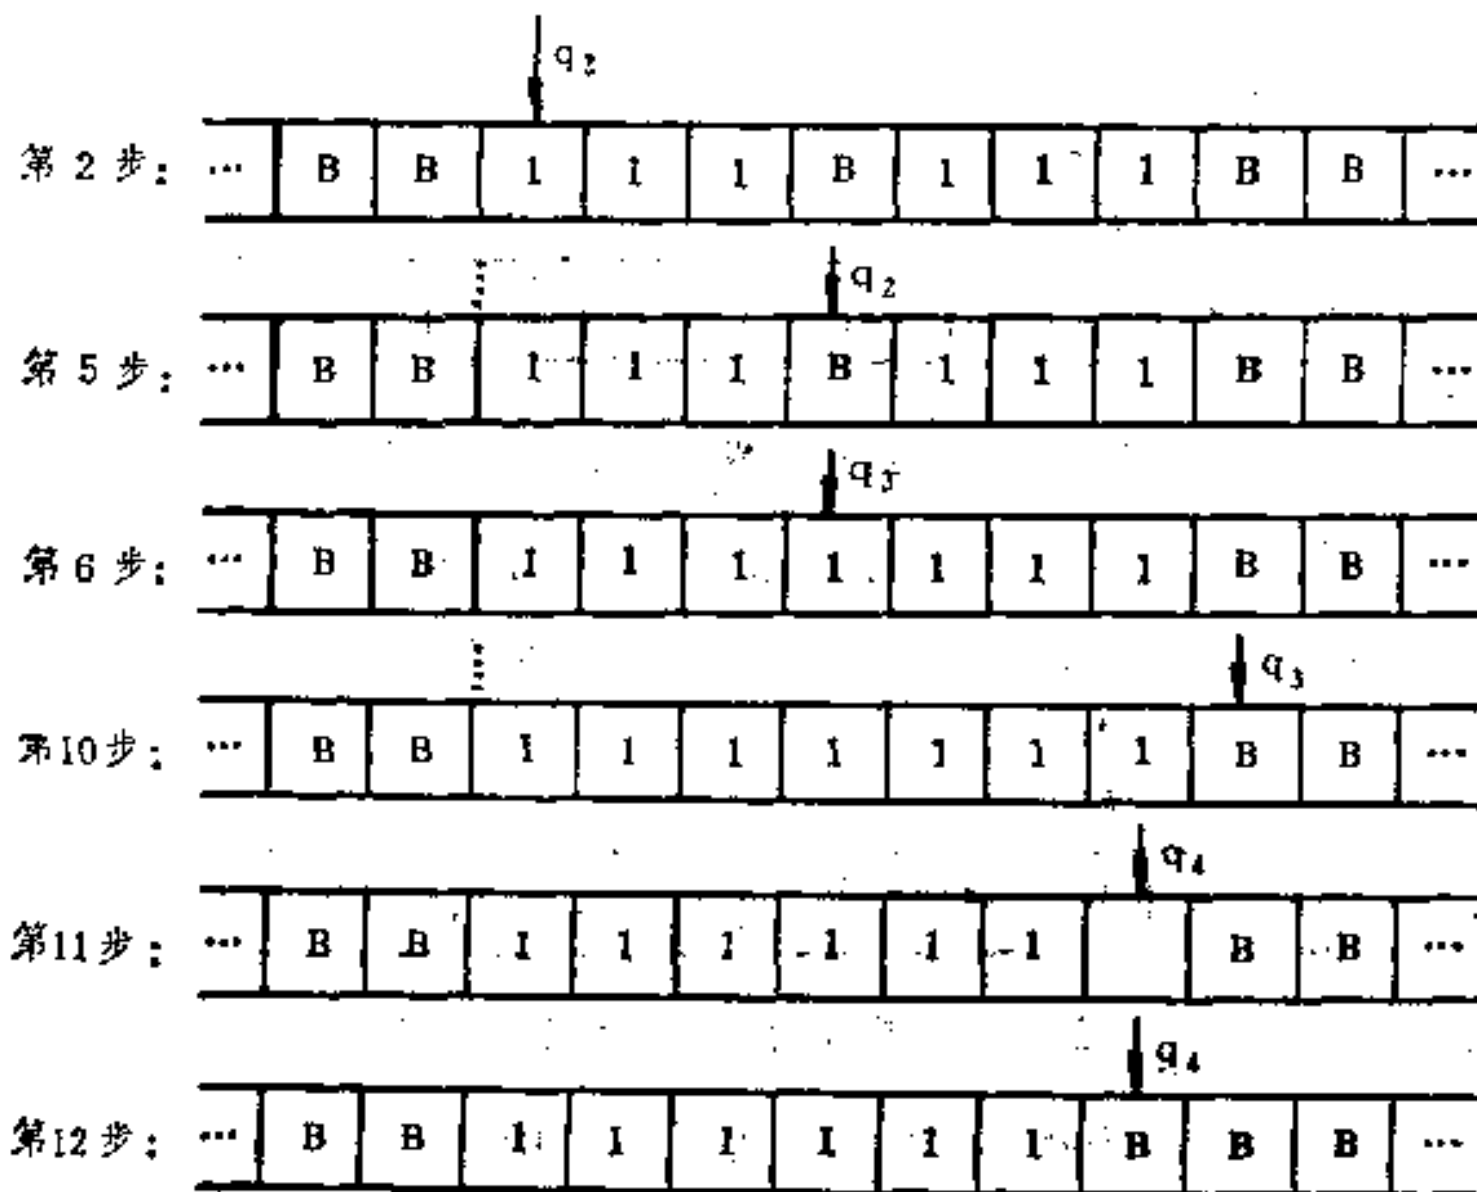 q₂
第 2 步: … B B 1 1 1 B 1 1 1 B B …
q₂
第 5 步: … B B 1 1 1 B 1 1 1 B B …
q₃
第 6 步: … B B 1 1 1 1 1 1 1 B B …
q₃
第10步: … B B 1 1 1 1 1 1 1 B B …
q₄
第11步: … B B 1 1 1 1 1 1 B B …
q₄
第12步: … B B 1 1 1 1 1 1 B B B …